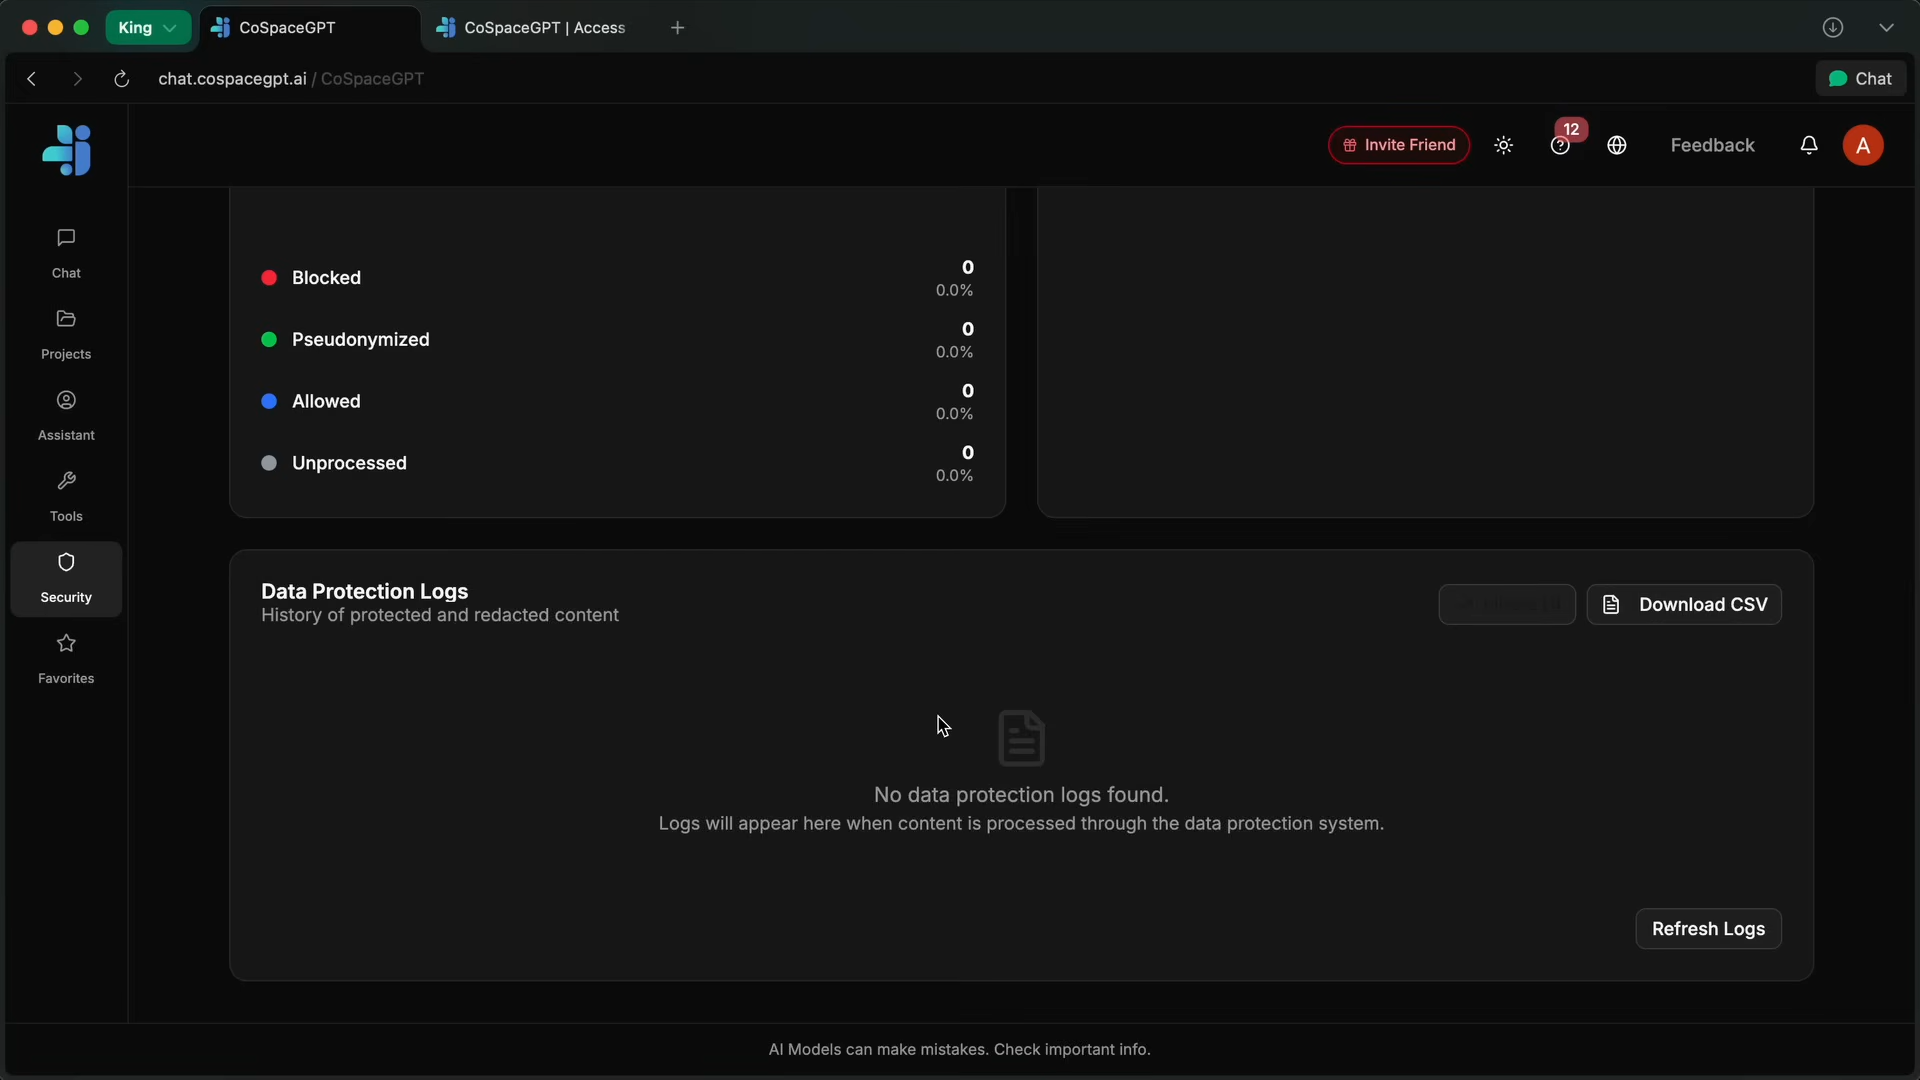 King
CoSpaceGPT
CoSpaceGPT | Access
chat.cospacegpt.ai / CoSpaceGPT
Chat
Invite Friend
12
Feedback
A
Chat
Projects
Assistant
Tools
Security
Favorites
Blocked
0
0.0%
Pseudonymized
0
0.0%
Allowed
0
0.0%
Unprocessed
0
0.0%
Data Protection Logs
History of protected and redacted content
Download CSV
No data protection logs found.
Logs will appear here when content is processed through the data protection system.
Refresh Logs
AI Models can make mistakes. Check important info.